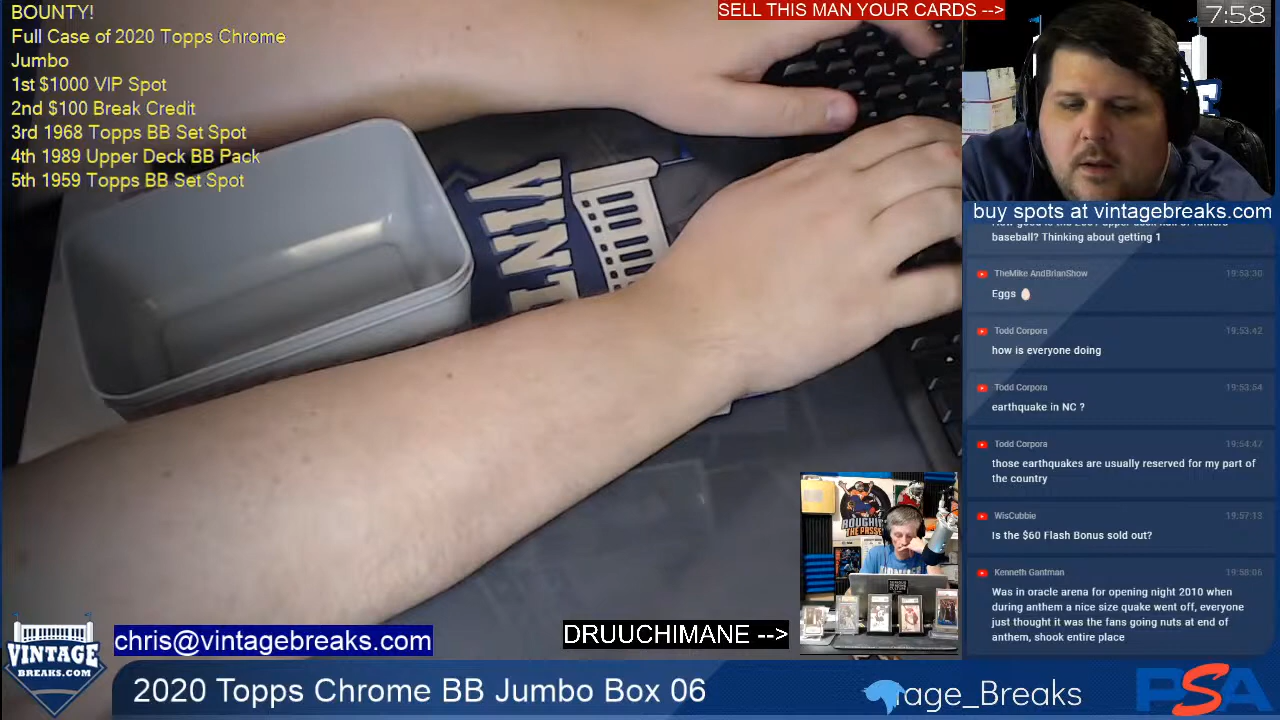 BOUNTY!
Full Case of 2020 Topps Chrome
Jumbo
1st $1000 VIP Spot
2nd $100 Break Credit
3rd 1968 Topps BB Set Spot
4th 1989 Upper Deck BB Pack
5th 1959 Topps BB Set Spot
SELL THIS MAN YOUR CARDS -->
7:58
VINT
buy spots at vintagebreaks.com
baseball? Thinking about getting 1
TheMike AndBrianShow 19:53:30
Eggs
Todd Corpora 19:53:42
how is everyone doing
Todd Corpora 19:53:54
earthquake in NC ?
Todd Corpora 19:54:47
those earthquakes are usually reserved for my part of
the country
WisCubbie 19:57:13
Is the $60 Flash Bonus sold out?
Kenneth Gantman 19:58:06
Was in oracle arena for opening night 2010 when
during anthem a nice size quake went off, everyone
just thought it was the fans going nuts at end of
anthem, shook entire place
DRUUCHIMANE -->
chris@vintagebreaks.com
VINTAGE
BREAKS.COM
2020 Topps Chrome BB Jumbo Box 06
age_Breaks
PSA